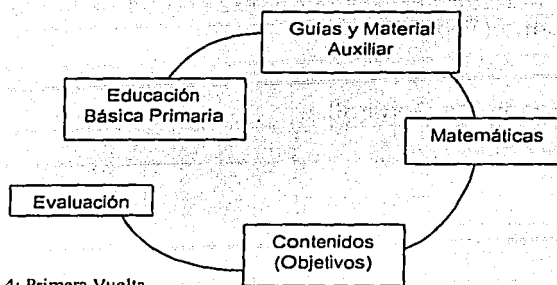 Guías y Material
Auxiliar
Educación
Básica Primaria
Matemáticas
Evaluación
Contenidos
(Objetivos)
4: Primera Vuelta